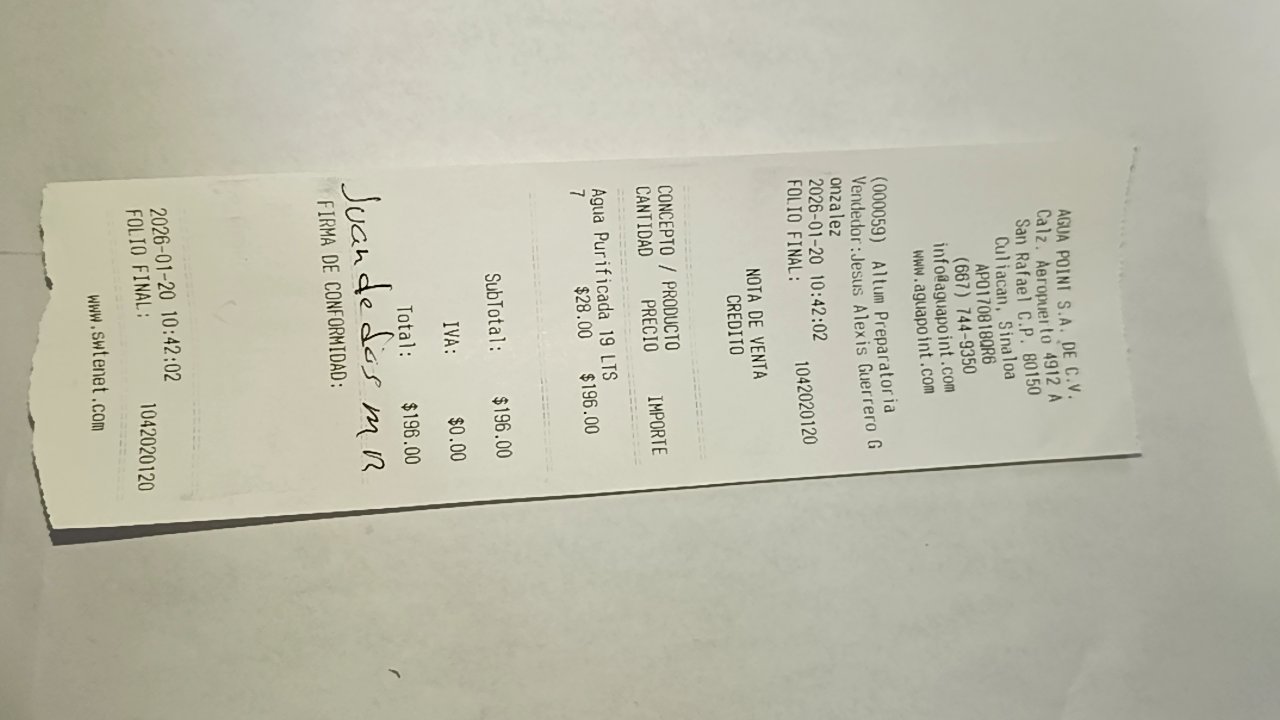 AGUA POINT S.A. DE C.V.
Calz. Aeropuerto 4912 A
San Rafael C.P. 80150
Culiacan, Sinaloa
APO170818QR6
(667) 744-9350
info@aguapoint.com
www.aguapoint.com
(000059) Altum Preparatoria
Vendedor:Jesus Alexis Guerrero G
onzalez
2026-01-20 10:42:02
FOLIO FINAL: 1042020120
NOTA DE VENTA
CREDITO
CONCEPTO / PRODUCTO
CANTIDAD PRECIO IMPORTE
Agua Purificada 19 LTS
7 $28.00 $196.00
SubTotal: $196.00
IVA: $0.00
Total: $196.00
Juan de Dios M R
FIRMA DE CONFORMIDAD:
2026-01-20 10:42:02
FOLIO FINAL: 1042020120
www.swtenet.com